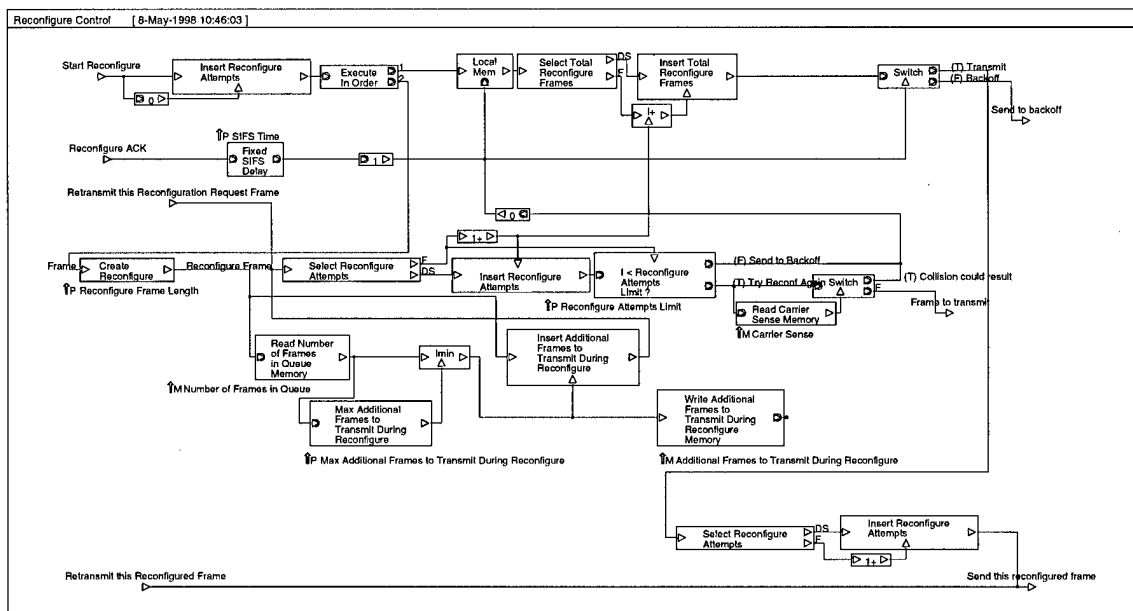 Reconfigure Control [ 8-May-1998 10:46:03 ]
Start Reconfigure
Insert Reconfigure
Attempts
0
Execute
In Order
1
2
Local
Mem
Select Total
Reconfigure
Frames
DS
F
Insert Total
Reconfigure
Frames
I+
Switch
(T) Transmit
(F) Backoff
Send to backoff
Reconfigure ACK
P SIFS Time
Fixed
SIFS
Delay
1
Retransmit this Reconfiguration Request Frame
0
1+
Frame
Create
Reconfigure
Reconfigure Frame
P Reconfigure Frame Length
Select Reconfigure
Attempts
F
DS
Insert Reconfigure
Attempts
I < Reconfigure
Attempts
Limit ?
P Reconfigure Attempts Limit
(F) Send to Backoff
(T) Try Reconf Again
Switch
(T) Collision could result
F
Frame to transmit
Read Carrier
Sense Memory
M Carrier Sense
Read Number
of Frames
in Queue
Memory
M Number of Frames in Queue
Imin
Insert Additional
Frames to
Transmit During
Reconfigure
Max Additional
Frames to
Transmit During
Reconfigure
P Max Additional Frames to Transmit During Reconfigure
Write Additional
Frames to
Transmit During
Reconfigure
Memory
M Additional Frames to Transmit During Reconfigure
Select Reconfigure
Attempts
DS
F
Insert Reconfigure
Attempts
1+
Retransmit this Reconfigured Frame
Send this reconfigured frame